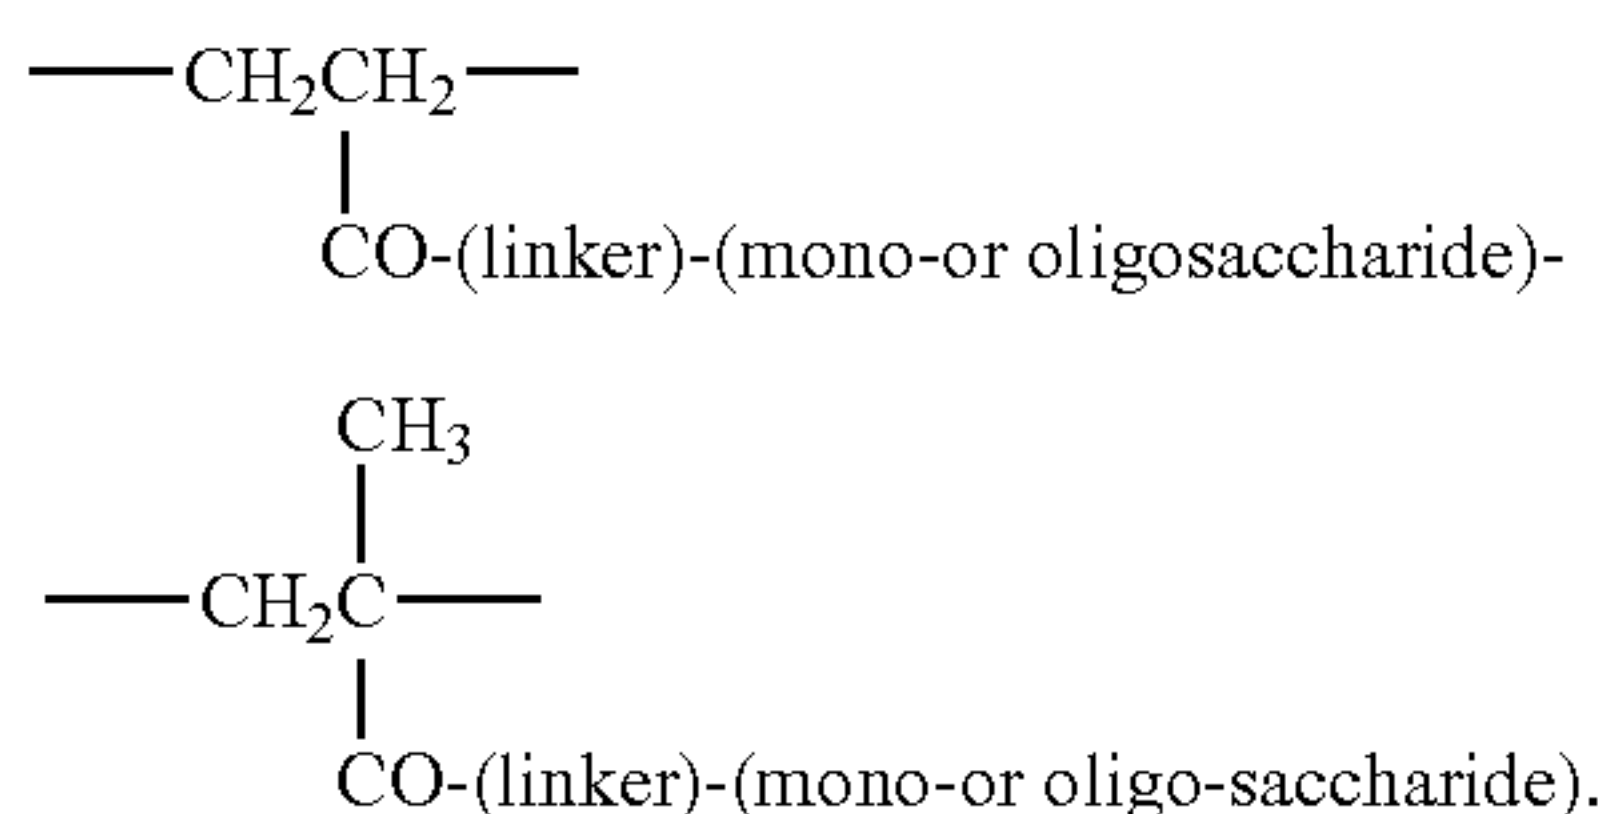 CH₂CH₂
CO-(linker)-(mono-or oligosaccharide)-
CH₃
CH₂C
CO-(linker)-(mono-or oligo-saccharide).